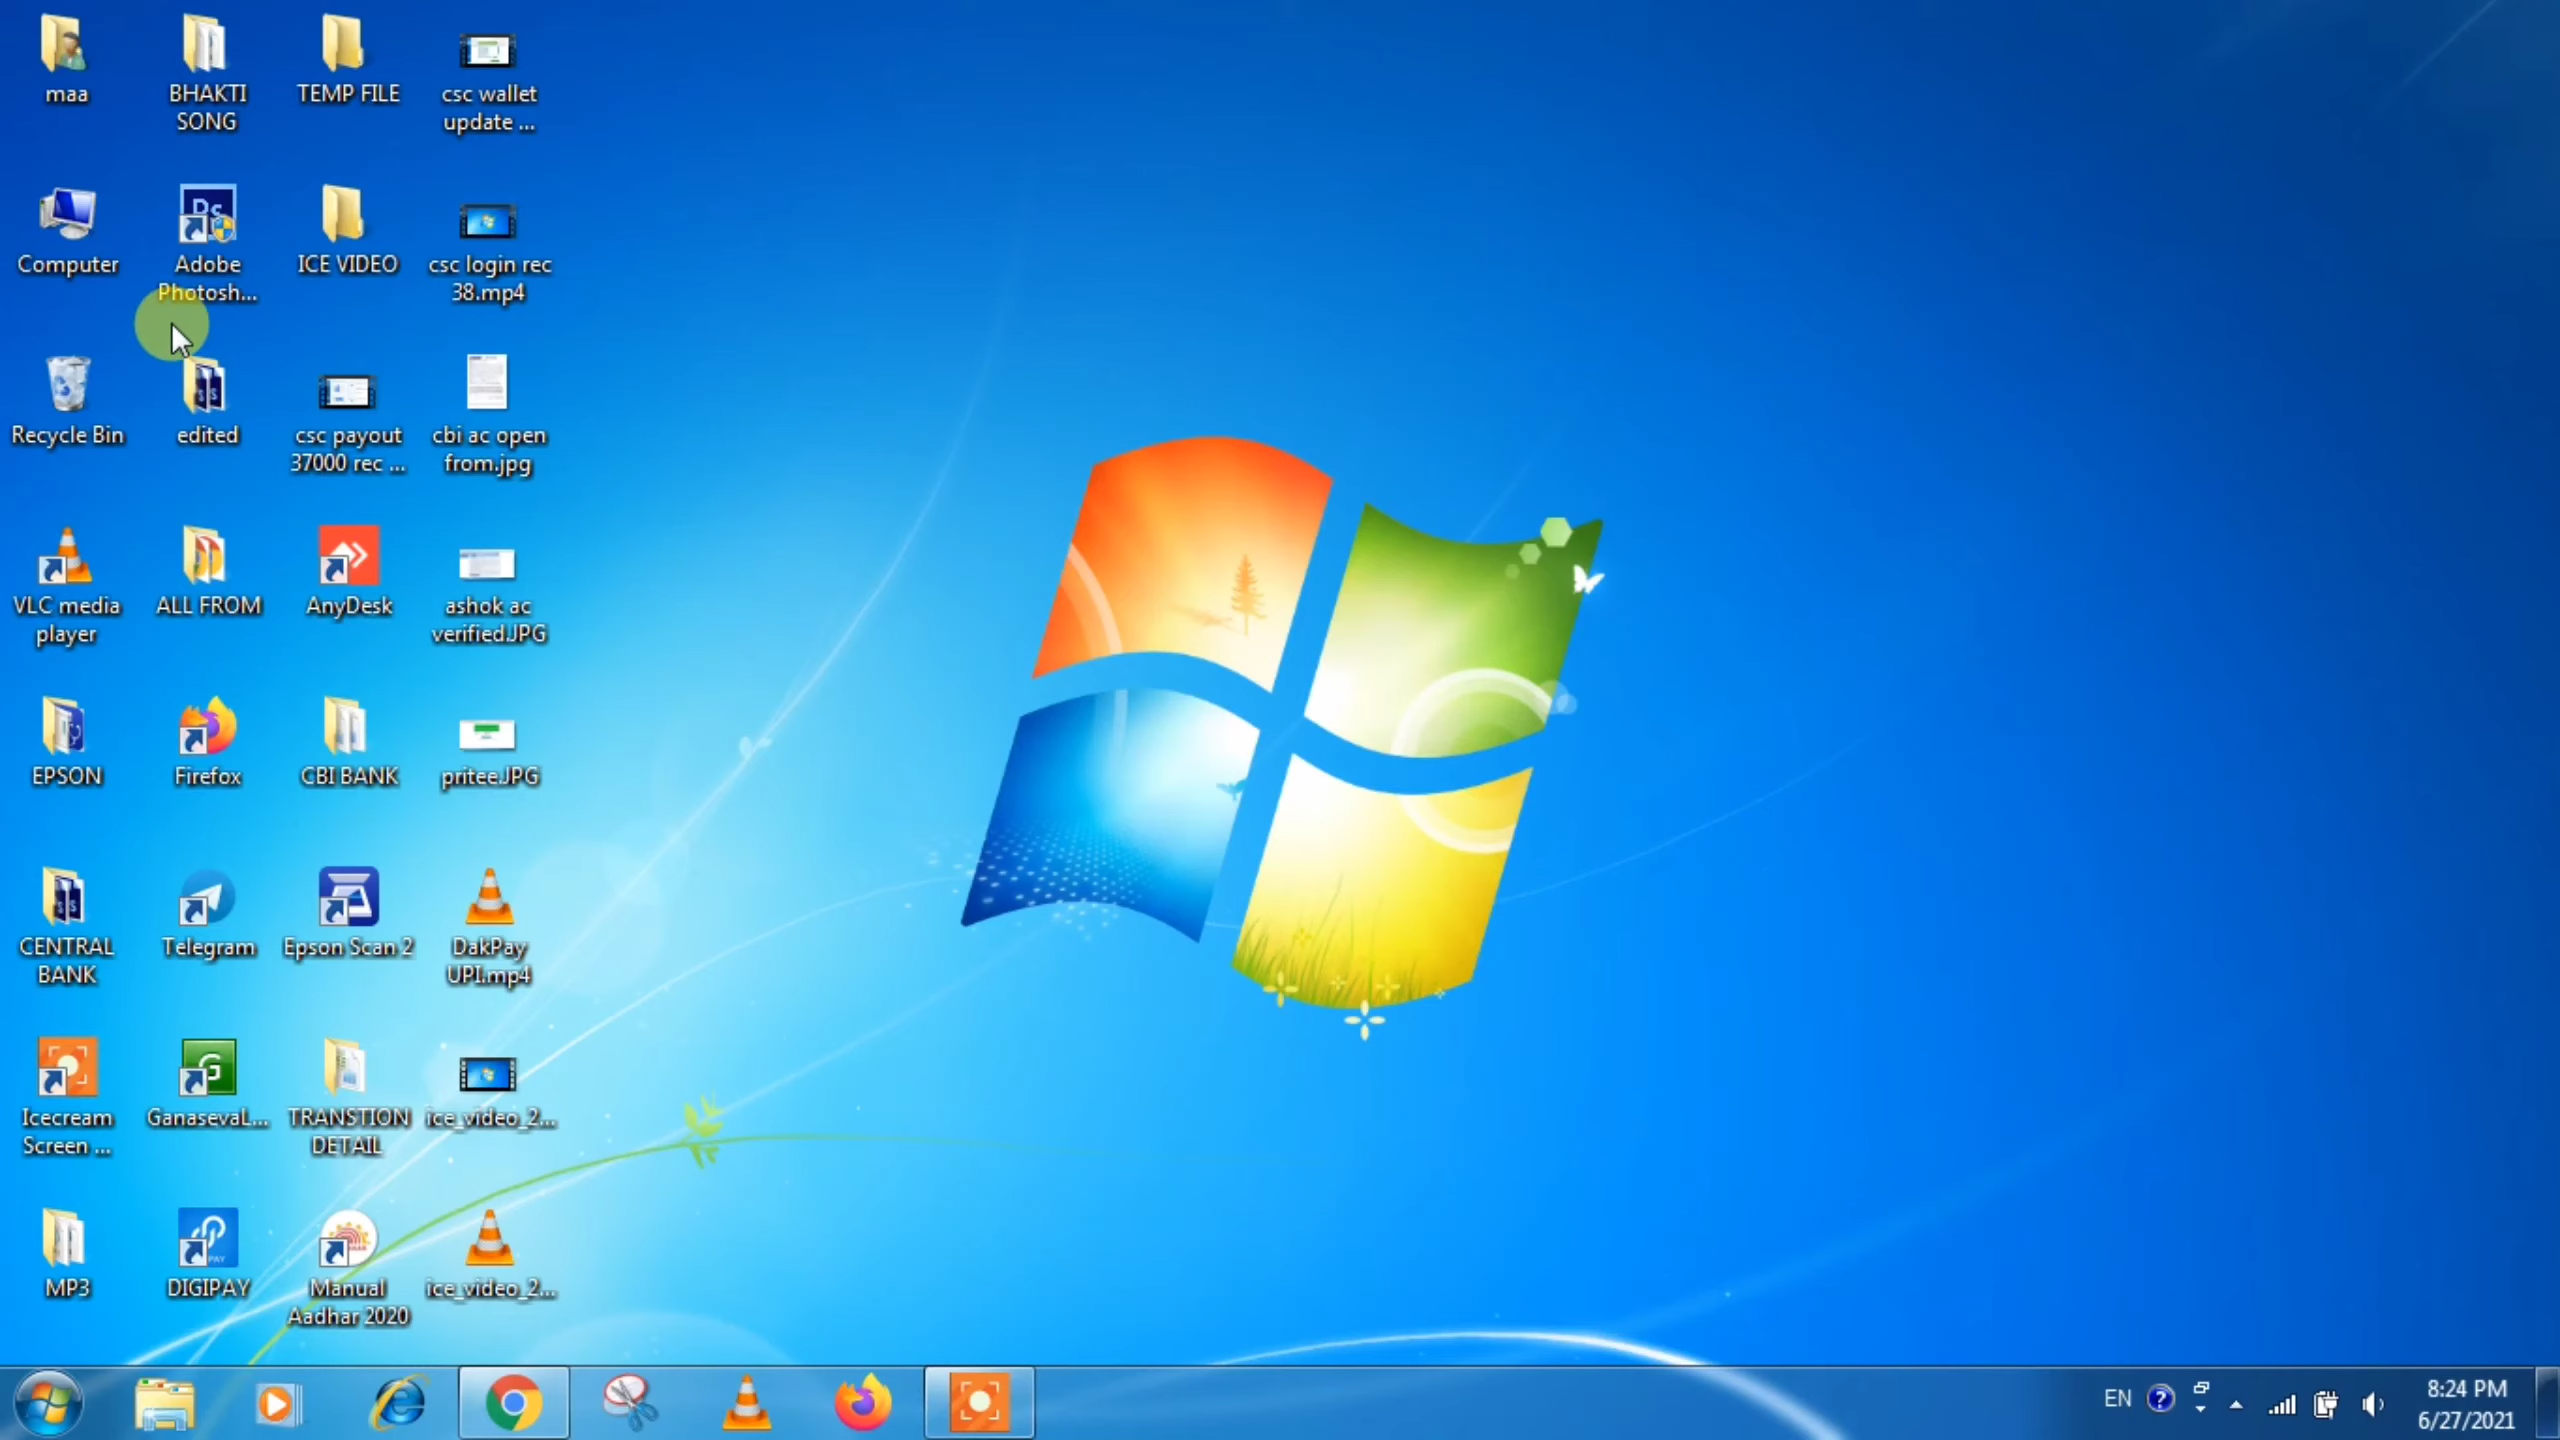 maa
BHAKTI
SONG
TEMP FILE
csc wallet
update ...
Computer
Adobe
Photosh...
ICE VIDEO
csc login rec
38.mp4
Recycle Bin
edited
csc payout
37000 rec ...
cbi ac open
from.jpg
VLC media
player
ALL FROM
AnyDesk
ashok ac
verified.JPG
EPSON
Firefox
CBI BANK
pritee.JPG
CENTRAL
BANK
Telegram
Epson Scan 2
DakPay
UPI.mp4
Icecream
Screen ...
GanasevaL...
TRANSTION
DETAIL
ice_video_2...
MP3
DIGIPAY
Manual
Aadhar 2020
ice_video_2...
EN
8:24 PM
6/27/2021